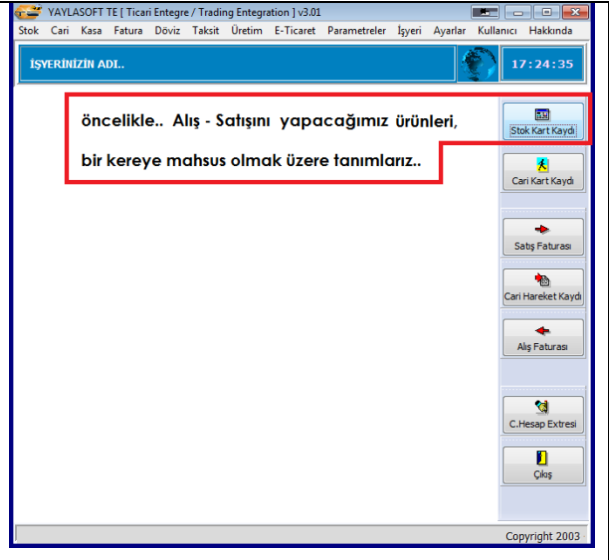 YAYLASOFT TE [ Ticari Entegre / Trading Entegration ] v3.01
Stok Cari Kasa Fatura Döviz Taksit Üretim E-Ticaret Parametreler İşyeri Ayarlar Kullanıcı Hakkında
İŞYERİNİZİN ADI..
17:24:35
öncelikle.. Alış - Satışını yapacağımız ürünleri,
bir kereye mahsus olmak üzere tanımlarız..
Stok Kart Kaydı
Cari Kart Kaydı
Satış Faturası
Cari Hareket Kaydı
Alış Faturası
C.Hesap Extresi
Çıkış
Copyright 2003